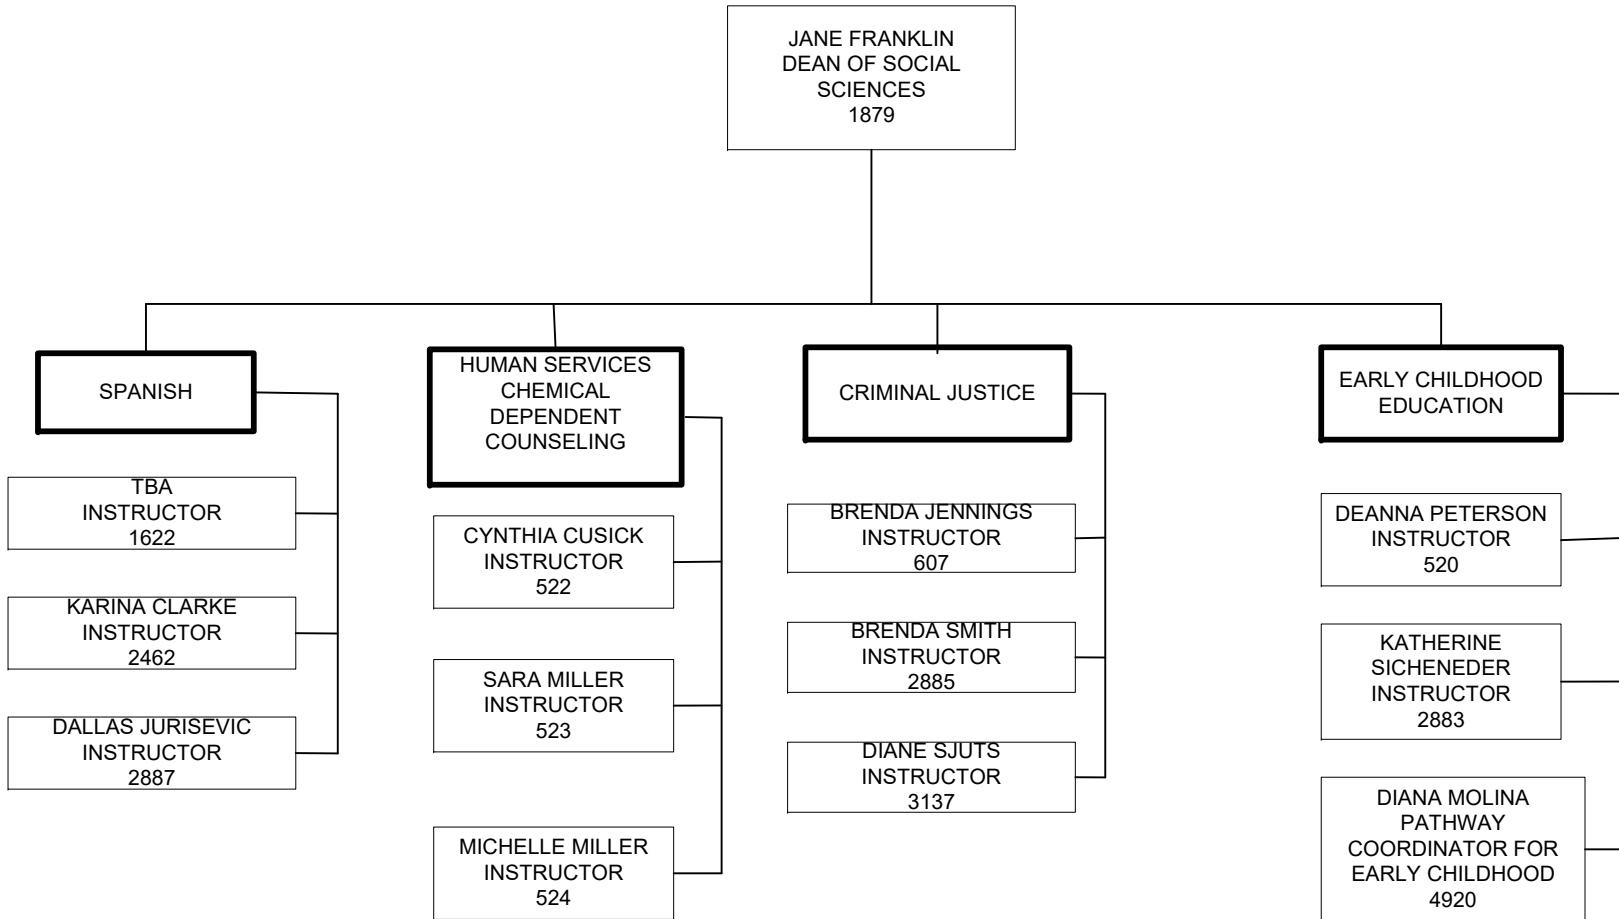 JANE FRANKLIN
DEAN OF SOCIAL
SCIENCES
1879
SPANISH
TBA
INSTRUCTOR
1622
KARINA CLARKE
INSTRUCTOR
2462
DALLAS JURISEVIC
INSTRUCTOR
2887
HUMAN SERVICES
CHEMICAL
DEPENDENT
COUNSELING
CYNTHIA CUSICK
INSTRUCTOR
522
SARA MILLER
INSTRUCTOR
523
MICHELLE MILLER
INSTRUCTOR
524
CRIMINAL JUSTICE
BRENDA JENNINGS
INSTRUCTOR
607
BRENDA SMITH
INSTRUCTOR
2885
DIANE SJUTS
INSTRUCTOR
3137
EARLY CHILDHOOD
EDUCATION
DEANNA PETERSON
INSTRUCTOR
520
KATHERINE
SICHENEDER
INSTRUCTOR
2883
DIANA MOLINA
PATHWAY
COORDINATOR FOR
EARLY CHILDHOOD
4920